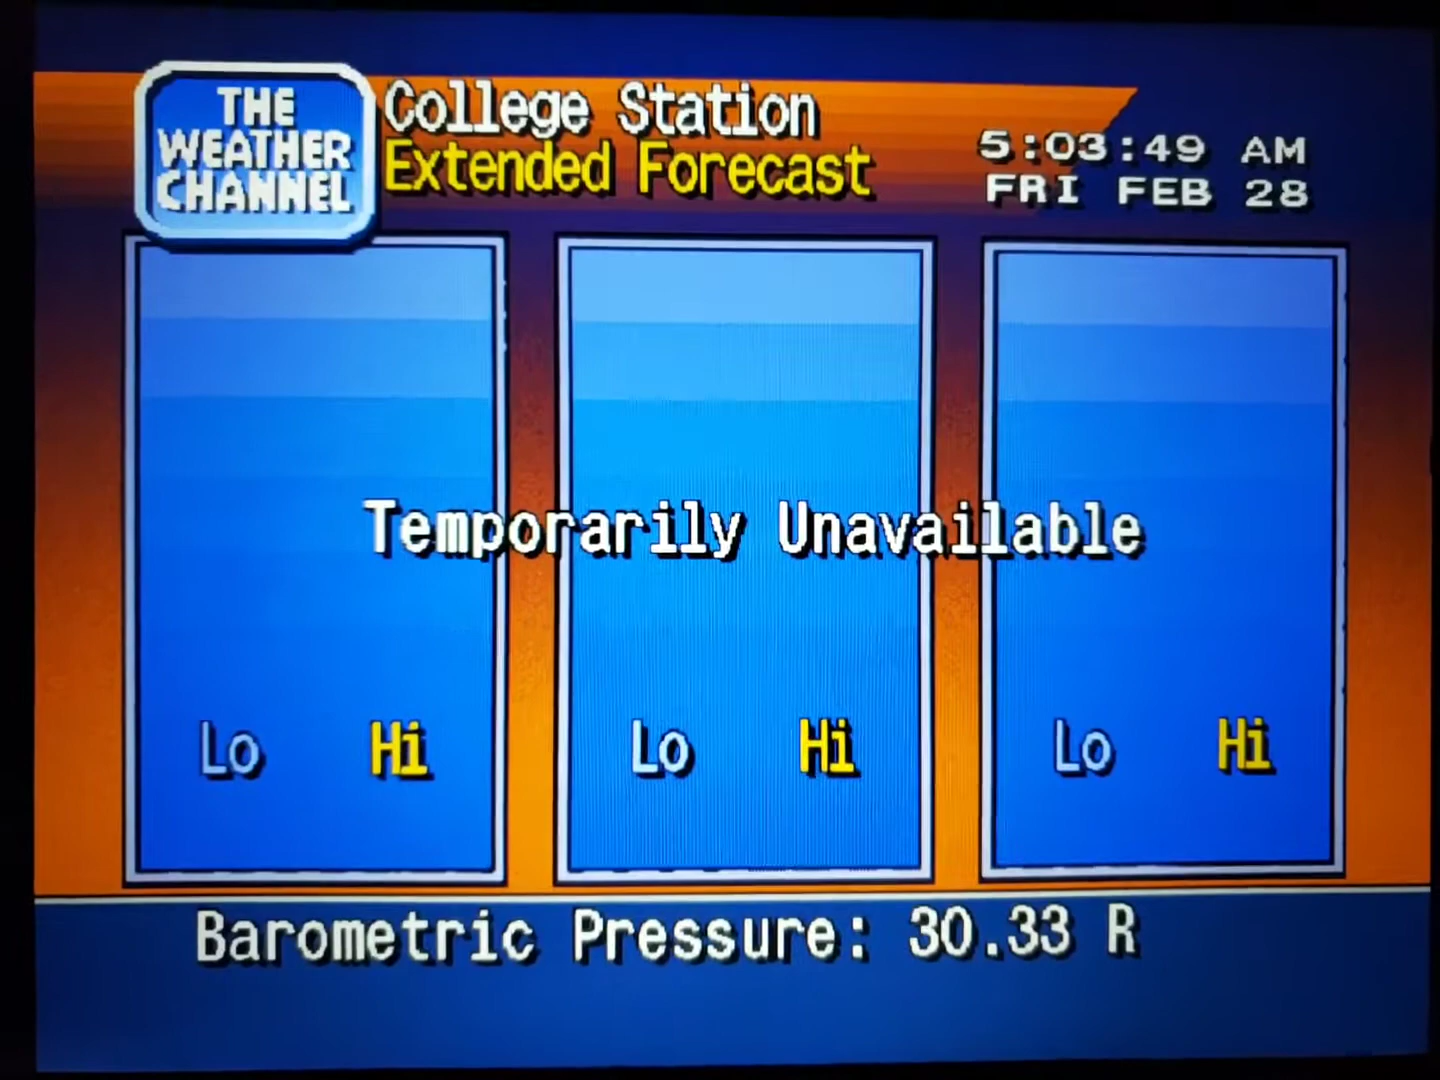 THE
WEATHER
CHANNEL
College Station
Extended Forecast
5:03:49 AM
FRI FEB 28
Temporarily Unavailable
Lo Hi
Lo Hi
Lo Hi
Barometric Pressure: 30.33 R